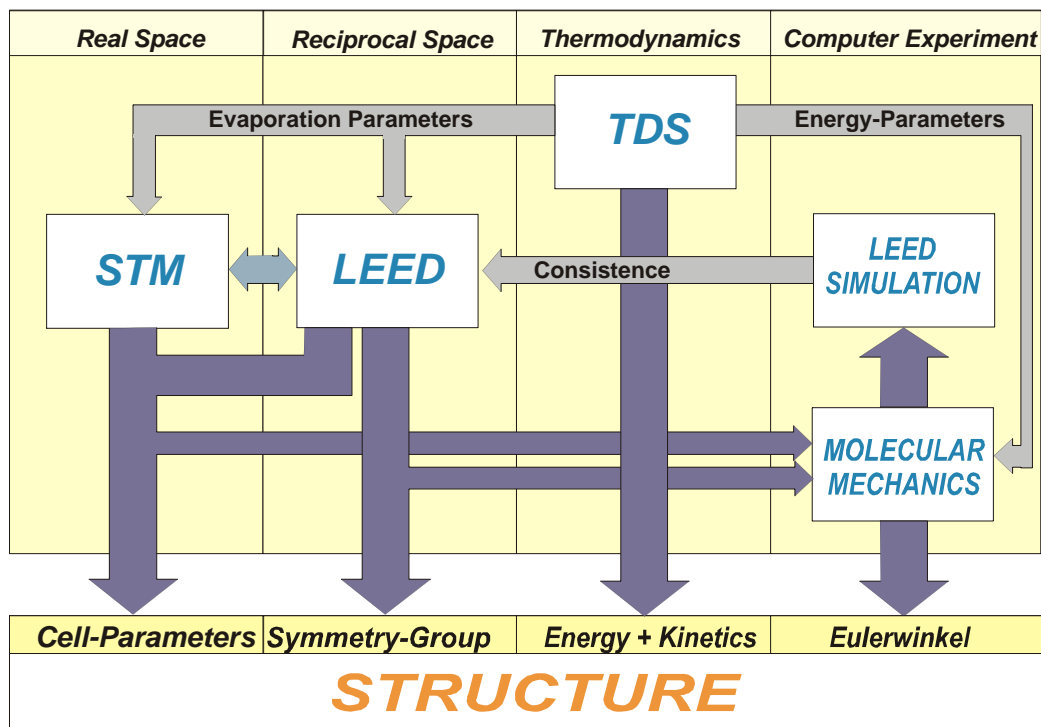 Real Space
Reciprocal Space
Thermodynamics
Computer Experiment
Evaporation Parameters
TDS
Energy-Parameters
STM
LEED
Consistence
LEED
SIMULATION
MOLECULAR
MECHANICS
Cell-Parameters
Symmetry-Group
Energy + Kinetics
Eulerwinkel
STRUCTURE